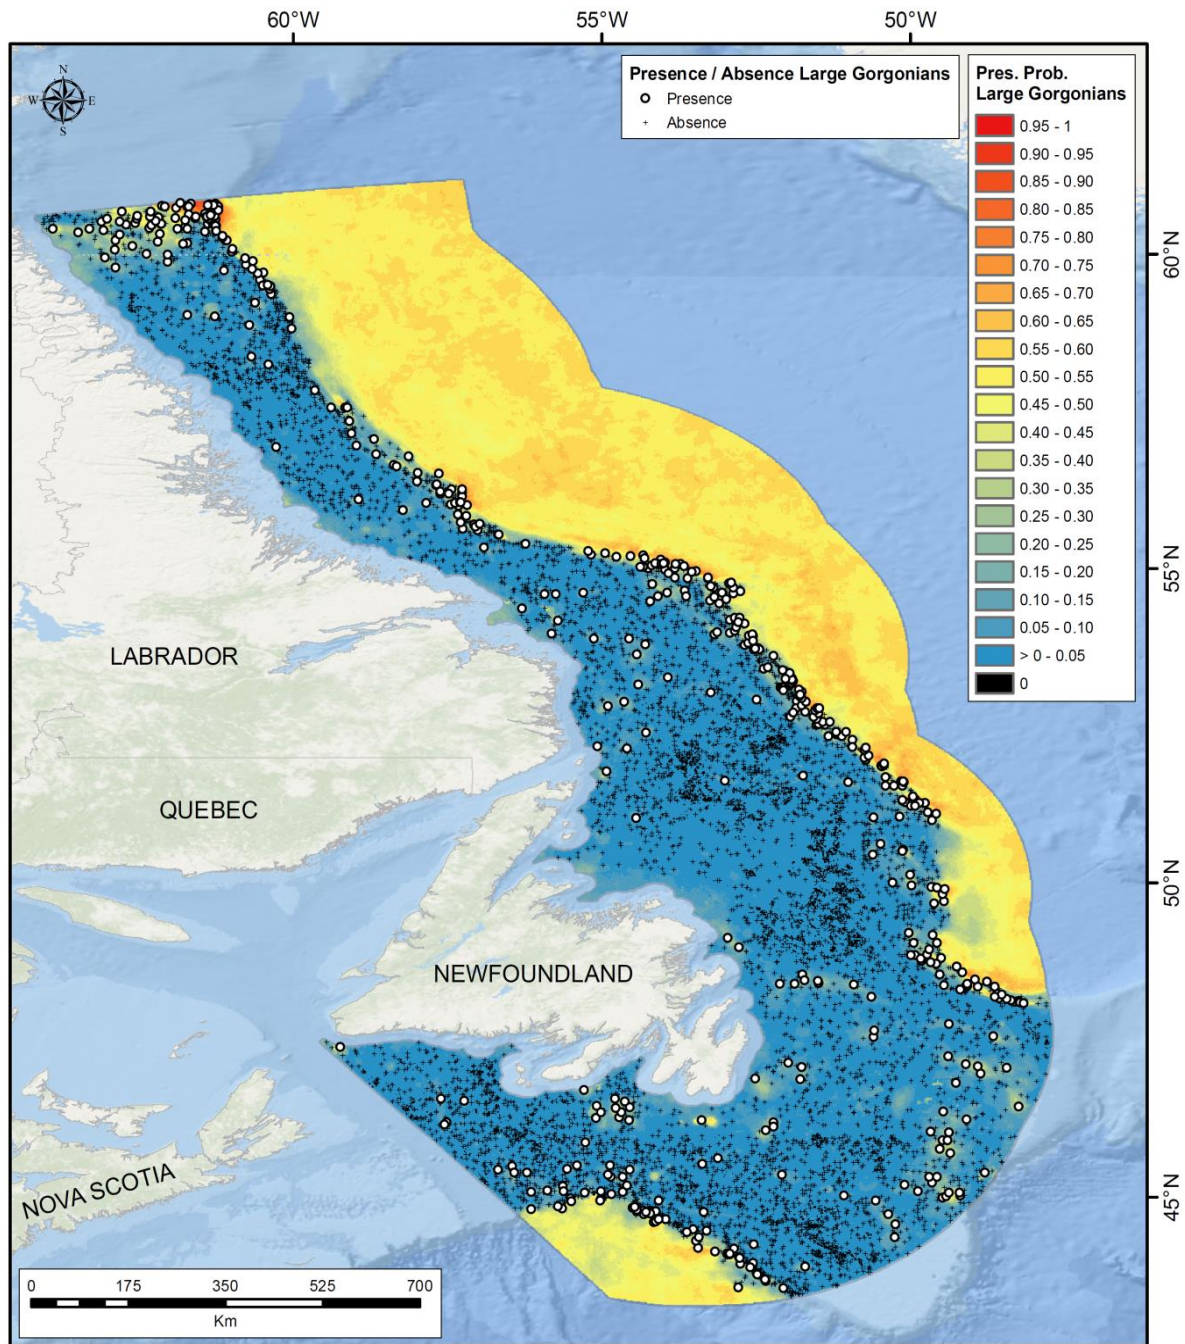 60°W
55°W
50°W
N
W
E
S
Presence / Absence Large Gorgonians
Presence
Absence
Pres. Prob.
Large Gorgonians
0.95 - 1
0.90 - 0.95
0.85 - 0.90
0.80 - 0.85
0.75 - 0.80
0.70 - 0.75
0.65 - 0.70
0.60 - 0.65
0.55 - 0.60
0.50 - 0.55
0.45 - 0.50
0.40 - 0.45
0.35 - 0.40
0.30 - 0.35
0.25 - 0.30
0.20 - 0.25
0.15 - 0.20
0.10 - 0.15
0.05 - 0.10
> 0 - 0.05
0
60°N
55°N
50°N
45°N
LABRADOR
QUEBEC
NEWFOUNDLAND
NOVA SCOTIA
0 175 350 525 700
Km